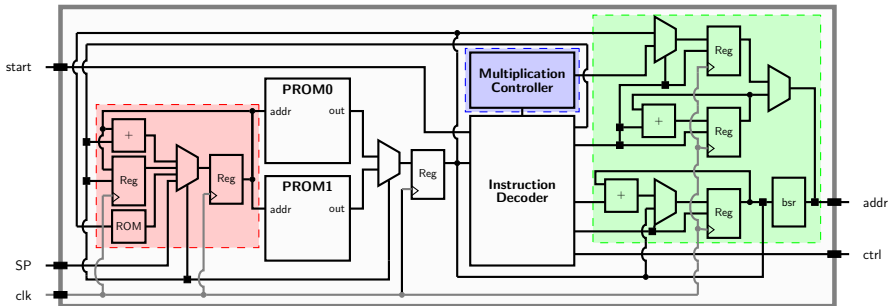 start
SP
clk
+
Reg
ROM
Reg
PROM0
addr
out
PROM1
addr
out
Reg
Multiplication
Controller
Instruction
Decoder
Reg
+
Reg
+
Reg
bsr
addr
ctrl